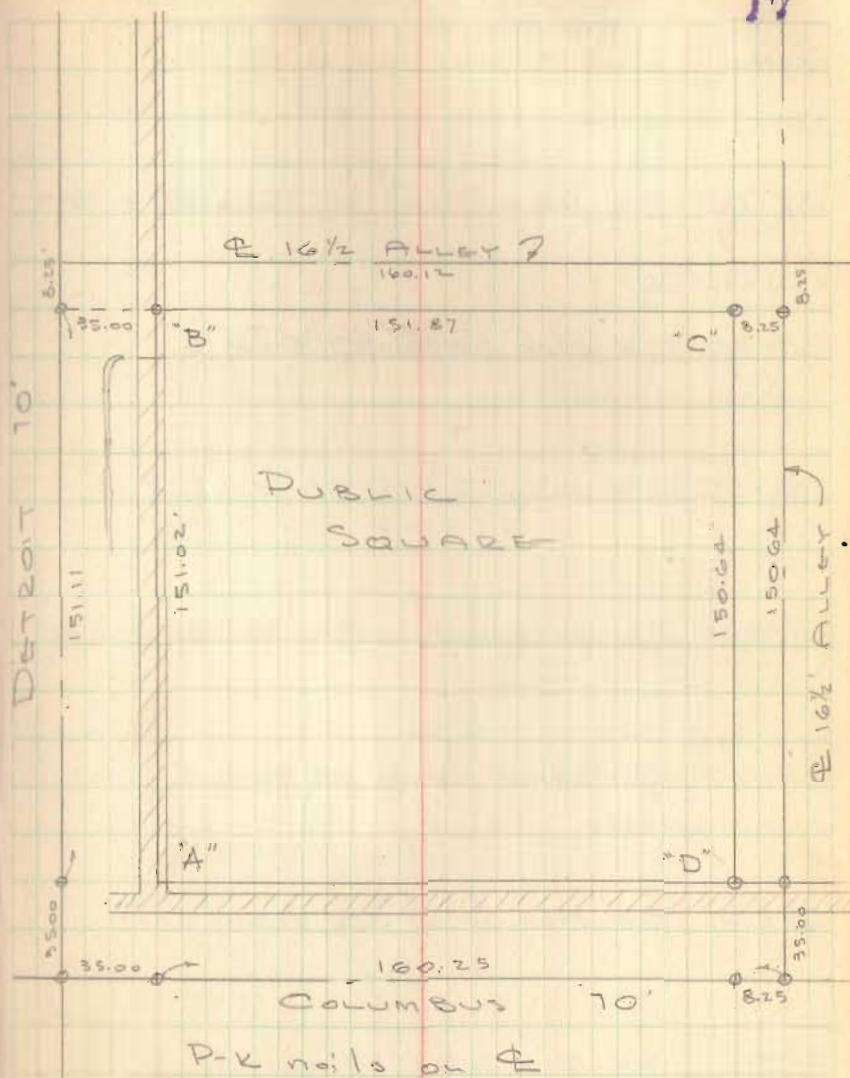 17
℄ 16½ ALLEY ?
160.12
8.25'
35.00
"B"
151.87
"C"
8.25
8.25
DETROIT 70'
151.11
151.02'
PUBLIC
SQUARE
150.64
150.64
℄ 16½' ALLEY
"A"
"D"
35.00
35.00
160.25
35.00
COLUMBUS 70'
8.25
P-K nails on ℄